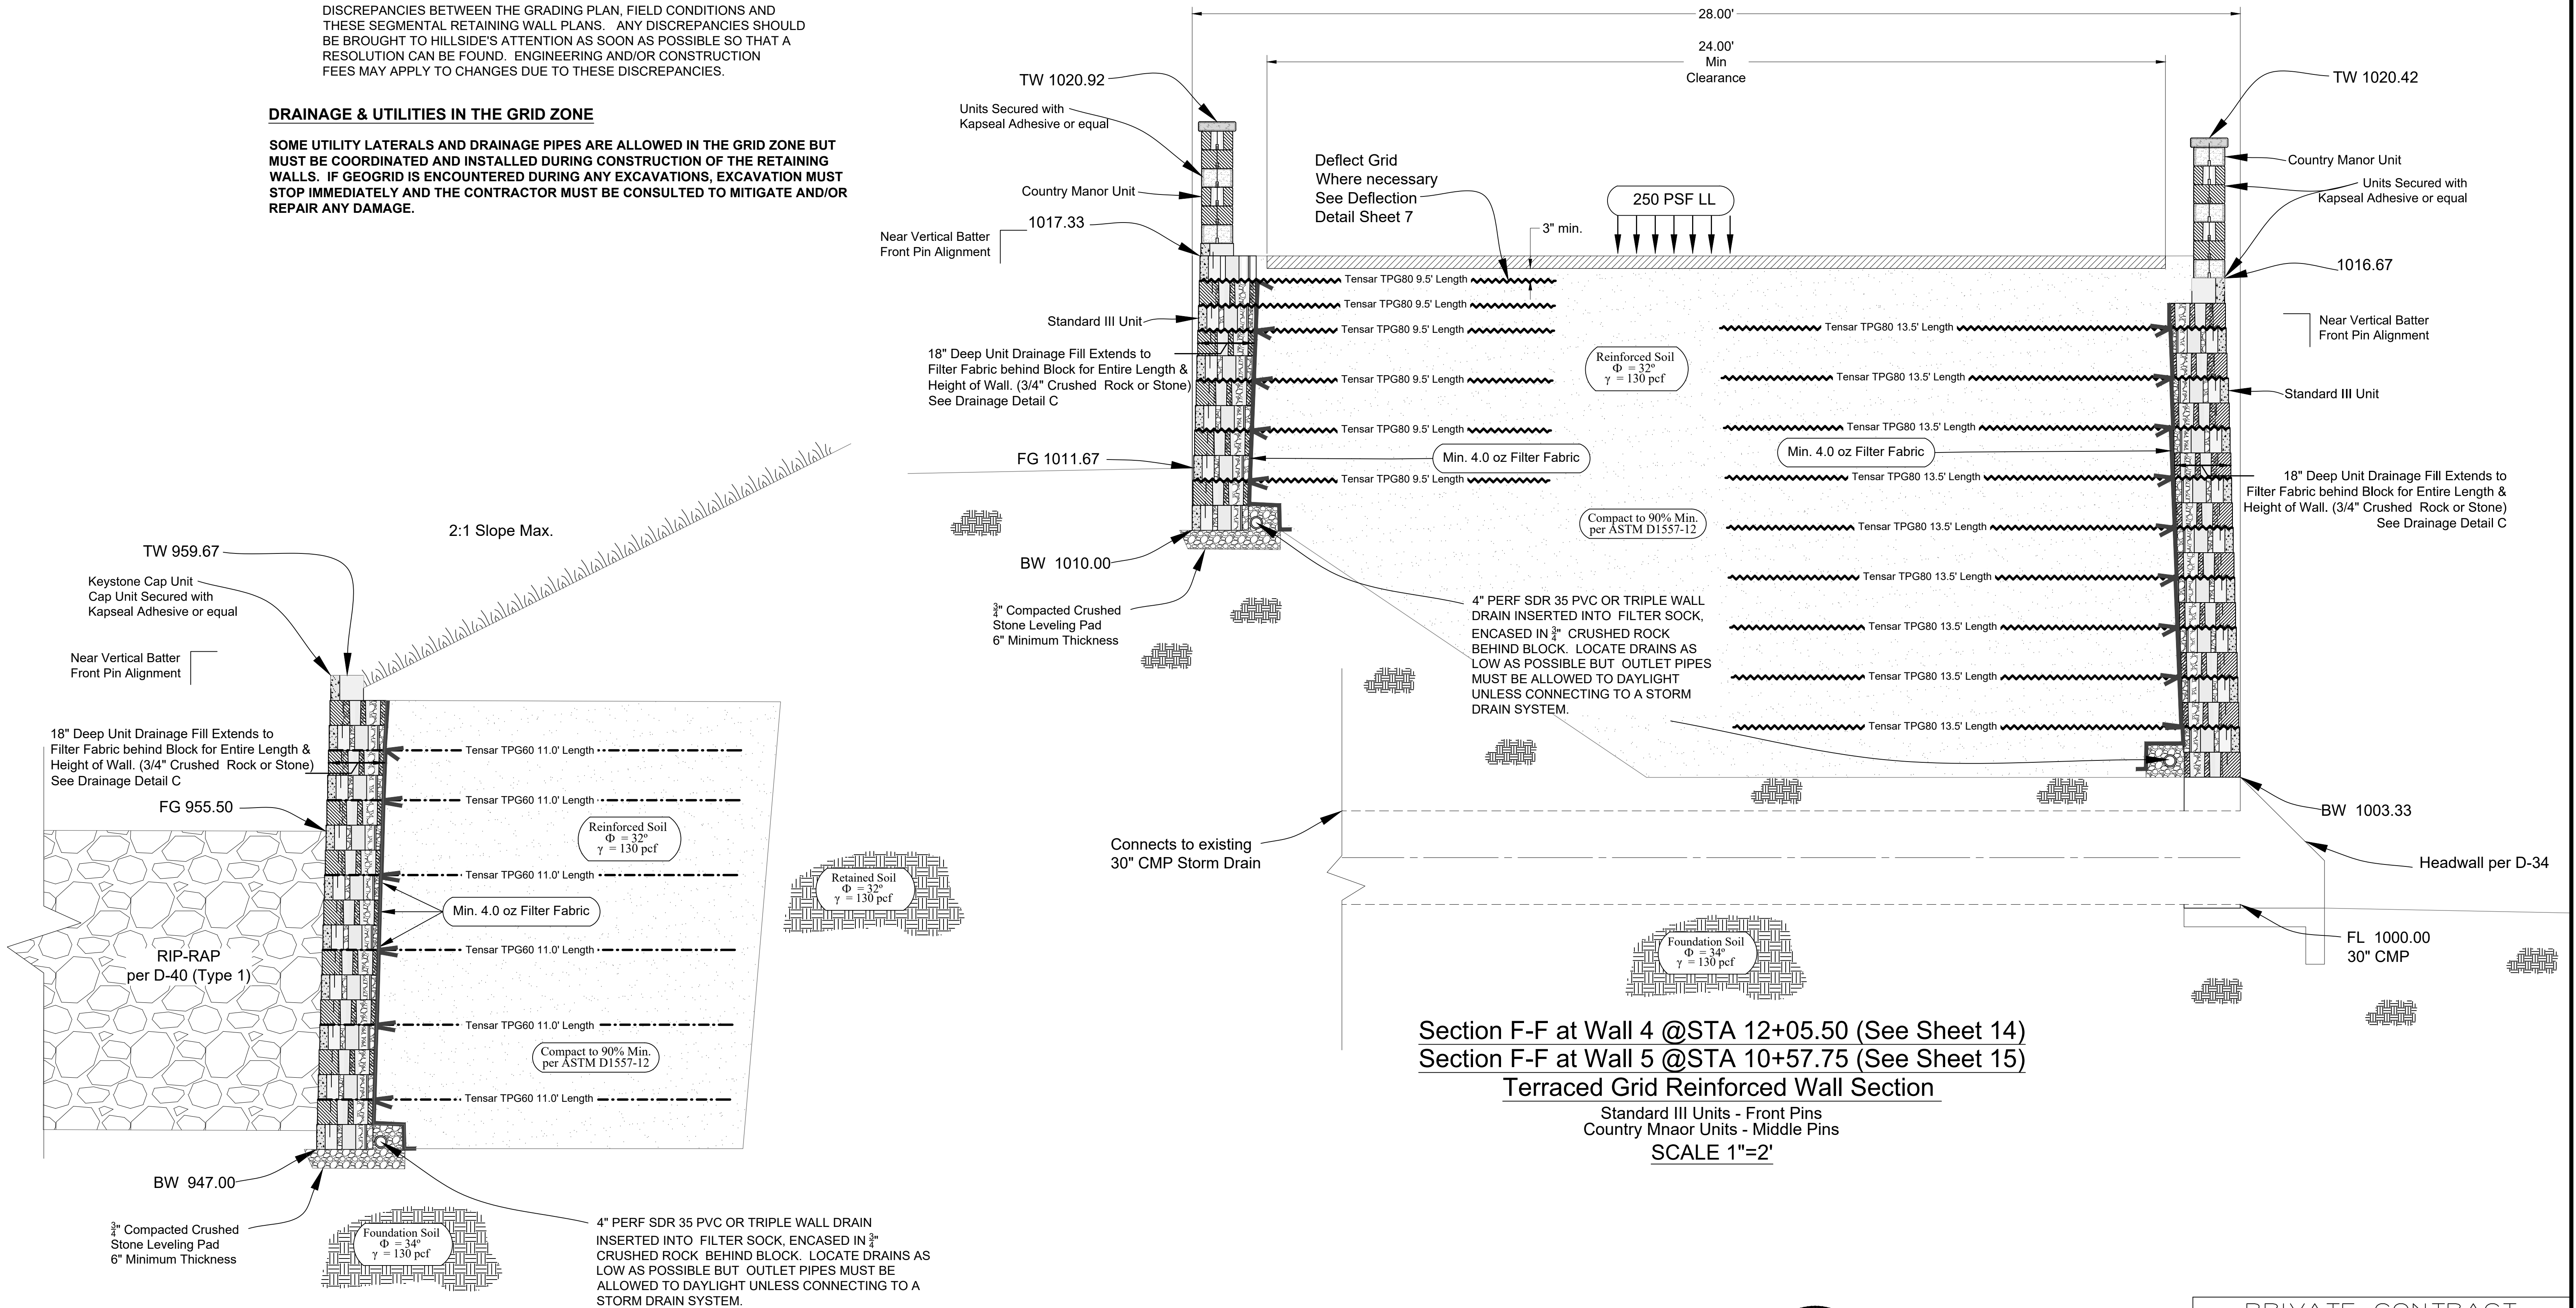 DISCREPANCIES BETWEEN THE GRADING PLAN, FIELD CONDITIONS AND
THESE SEGMENTAL RETAINING WALL PLANS. ANY DISCREPANCIES SHOULD
BE BROUGHT TO HILLSIDE'S ATTENTION AS SOON AS POSSIBLE SO THAT A
RESOLUTION CAN BE FOUND. ENGINEERING AND/OR CONSTRUCTION
FEES MAY APPLY TO CHANGES DUE TO THESE DISCREPANCIES.
DRAINAGE & UTILITIES IN THE GRID ZONE
SOME UTILITY LATERALS AND DRAINAGE PIPES ARE ALLOWED IN THE GRID ZONE BUT
MUST BE COORDINATED AND INSTALLED DURING CONSTRUCTION OF THE RETAINING
WALLS. IF GEOGRID IS ENCOUNTERED DURING ANY EXCAVATIONS, EXCAVATION MUST
STOP IMMEDIATELY AND THE CONTRACTOR MUST BE CONSULTED TO MITIGATE AND/OR
REPAIR ANY DAMAGE.
2:1 Slope Max.
TW 959.67
Keystone Cap Unit
Cap Unit Secured with
Kapseal Adhesive or equal
Near Vertical Batter
Front Pin Alignment
18" Deep Unit Drainage Fill Extends to
Filter Fabric behind Block for Entire Length &
Height of Wall. (3/4" Crushed Rock or Stone)
See Drainage Detail C
FG 955.50
RIP-RAP
per D-40 (Type 1)
BW 947.00
3/4" Compacted Crushed
Stone Leveling Pad
6" Minimum Thickness
Tensar TPG60 11.0' Length
Tensar TPG60 11.0' Length
Reinforced Soil
Φ = 32º
γ = 130 pcf
Tensar TPG60 11.0' Length
Min. 4.0 oz Filter Fabric
Tensar TPG60 11.0' Length
Tensar TPG60 11.0' Length
Compact to 90% Min.
per ASTM D1557-12
Tensar TPG60 11.0' Length
Retained Soil
Φ = 32º
γ = 130 pcf
Foundation Soil
Φ = 34º
γ = 130 pcf
4" PERF SDR 35 PVC OR TRIPLE WALL DRAIN
INSERTED INTO FILTER SOCK, ENCASED IN 3/4"
CRUSHED ROCK BEHIND BLOCK. LOCATE DRAINS AS
LOW AS POSSIBLE BUT OUTLET PIPES MUST BE
ALLOWED TO DAYLIGHT UNLESS CONNECTING TO A
STORM DRAIN SYSTEM.
28.00'
24.00'
Min
Clearance
TW 1020.92
Units Secured with
Kapseal Adhesive or equal
Country Manor Unit
1017.33
Near Vertical Batter
Front Pin Alignment
Standard III Unit
18" Deep Unit Drainage Fill Extends to
Filter Fabric behind Block for Entire Length &
Height of Wall. (3/4" Crushed Rock or Stone)
See Drainage Detail C
FG 1011.67
BW 1010.00
3/4" Compacted Crushed
Stone Leveling Pad
6" Minimum Thickness
Deflect Grid
Where necessary
See Deflection
Detail Sheet 7
3" min.
250 PSF LL
Tensar TPG80 9.5' Length
Tensar TPG80 9.5' Length
Tensar TPG80 9.5' Length
Tensar TPG80 9.5' Length
Tensar TPG80 9.5' Length
Tensar TPG80 9.5' Length
Reinforced Soil
Φ = 32º
γ = 130 pcf
Min. 4.0 oz Filter Fabric
Min. 4.0 oz Filter Fabric
Compact to 90% Min.
per ASTM D1557-12
Tensar TPG80 13.5' Length
Tensar TPG80 13.5' Length
Tensar TPG80 13.5' Length
Tensar TPG80 13.5' Length
Tensar TPG80 13.5' Length
Tensar TPG80 13.5' Length
Tensar TPG80 13.5' Length
Tensar TPG80 13.5' Length
Tensar TPG80 13.5' Length
4" PERF SDR 35 PVC OR TRIPLE WALL
DRAIN INSERTED INTO FILTER SOCK,
ENCASED IN 3/4" CRUSHED ROCK
BEHIND BLOCK. LOCATE DRAINS AS
LOW AS POSSIBLE BUT OUTLET PIPES
MUST BE ALLOWED TO DAYLIGHT
UNLESS CONNECTING TO A STORM
DRAIN SYSTEM.
TW 1020.42
Country Manor Unit
Units Secured with
Kapseal Adhesive or equal
1016.67
Near Vertical Batter
Front Pin Alignment
Standard III Unit
18" Deep Unit Drainage Fill Extends to
Filter Fabric behind Block for Entire Length &
Height of Wall. (3/4" Crushed Rock or Stone)
See Drainage Detail C
BW 1003.33
Headwall per D-34
FL 1000.00
30" CMP
Connects to existing
30" CMP Storm Drain
Foundation Soil
Φ = 34º
γ = 130 pcf
Section F-F at Wall 4 @STA 12+05.50 (See Sheet 14)
Section F-F at Wall 5 @STA 10+57.75 (See Sheet 15)
Terraced Grid Reinforced Wall Section
Standard III Units - Front Pins
Country Mnaor Units - Middle Pins
SCALE 1"=2'
PRIVATE CONTRACT